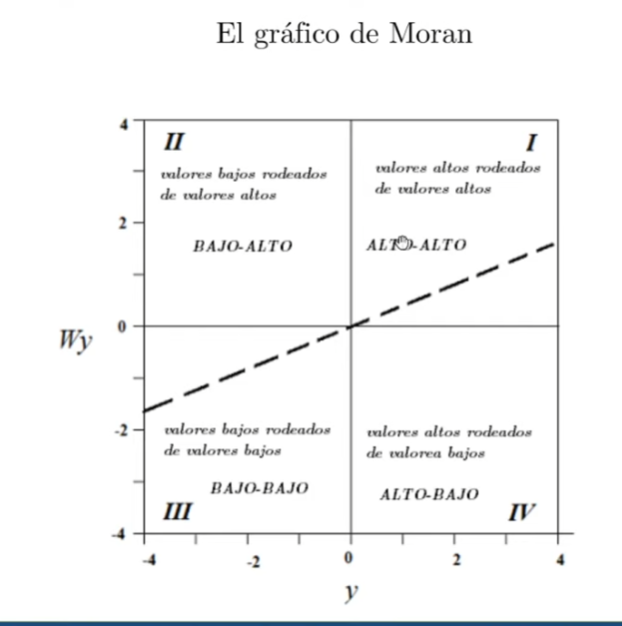 El gráfico de Moran
4
II
I
valores bajos rodeados
de valores altos
valores altos rodeados
de valores altos
2
BAJO-ALTO
ALTO-ALTO
0
Wy
-2
valores bajos rodeados
de valores bajos
valores altos rodeados
de valorea bajos
BAJO-BAJO
ALTO-BAJO
III
IV
-4
-4 -2 0 2 4
y